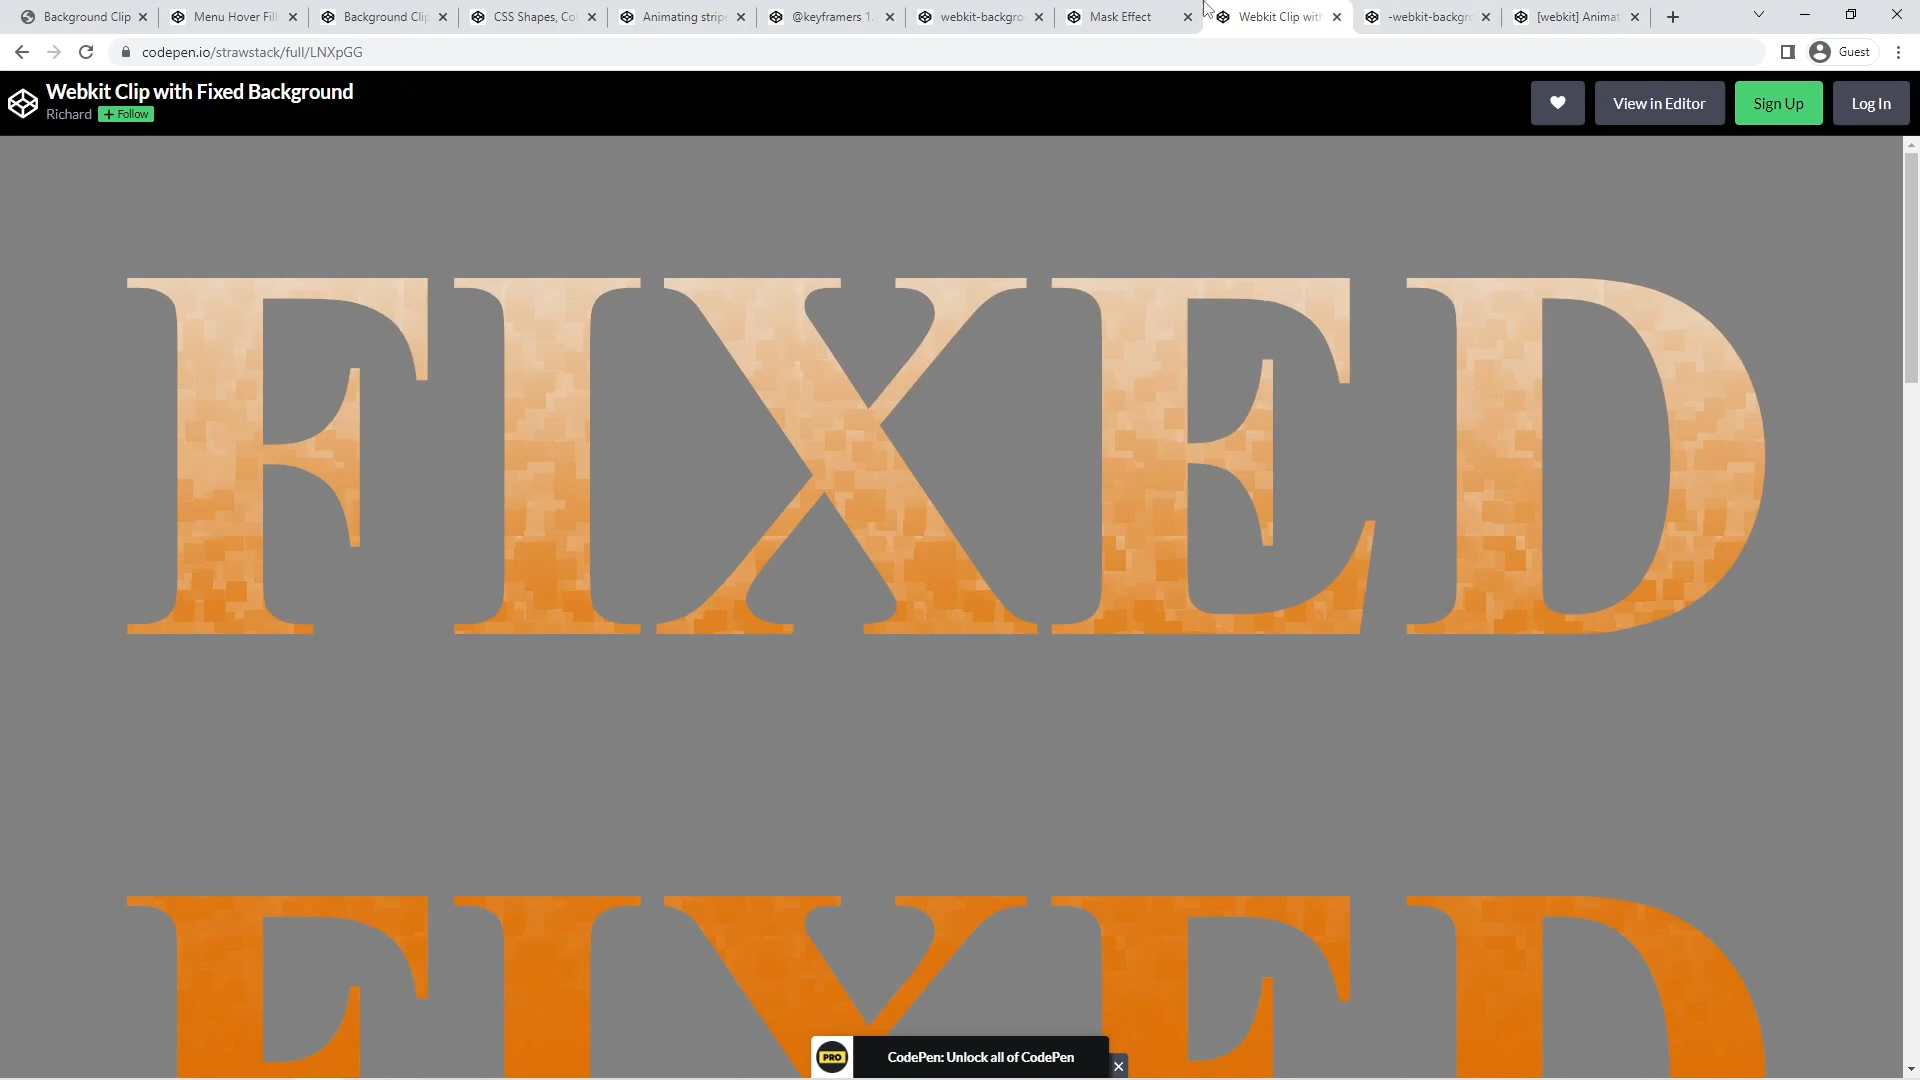 Background Clip
Menu Hover Fill
Background Clip
CSS Shapes, Co
Animating strip
@keyframers 1.
webkit-backgro
Mask Effect
Webkit Clip with
-webkit-backgro
[webkit] Animat
codepen.io/strawstack/full/LNXpGG
Guest
Webkit Clip with Fixed Background
Richard + Follow
View in Editor
Sign Up
Log In
FIXED
FIXED
PRO
CodePen: Unlock all of CodePen